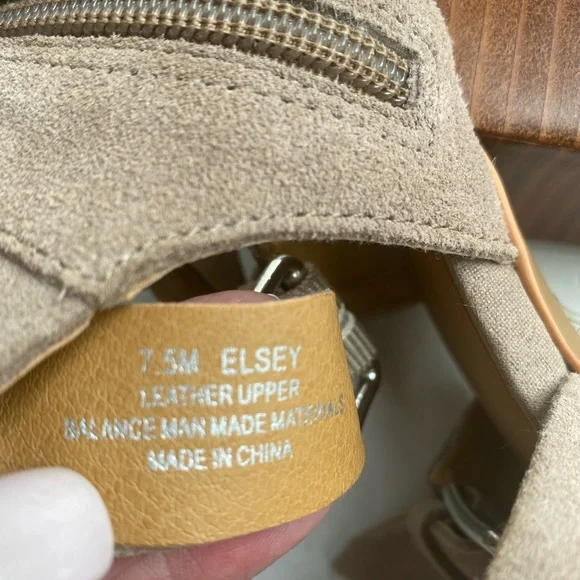 7.5M ELSEY
LEATHER UPPER
BALANCE MAN MADE MATERIALS
MADE IN CHINA